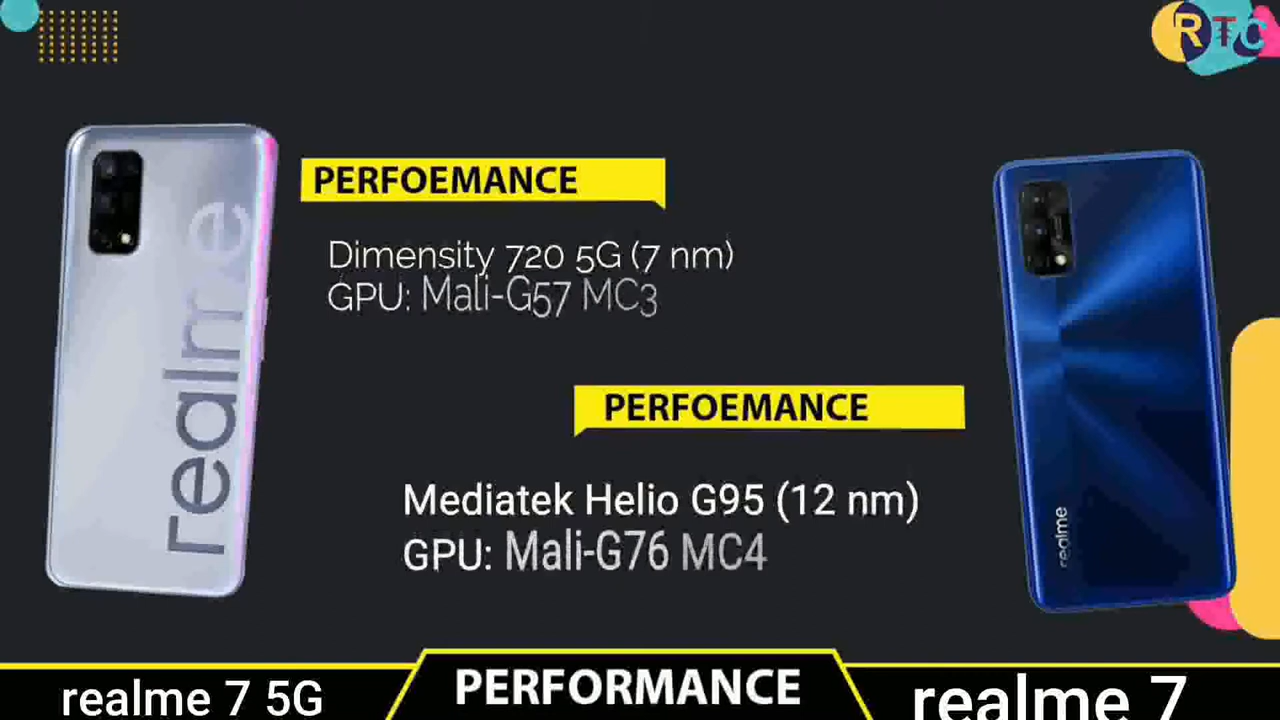 RTC
PERFOEMANCE
Dimensity 720 5G (7 nm)
GPU: Mali-G57 MC3
realme
PERFOEMANCE
Mediatek Helio G95 (12 nm)
GPU: Mali-G76 MC4
realme
PERFORMANCE
realme 7 5G
realme 7